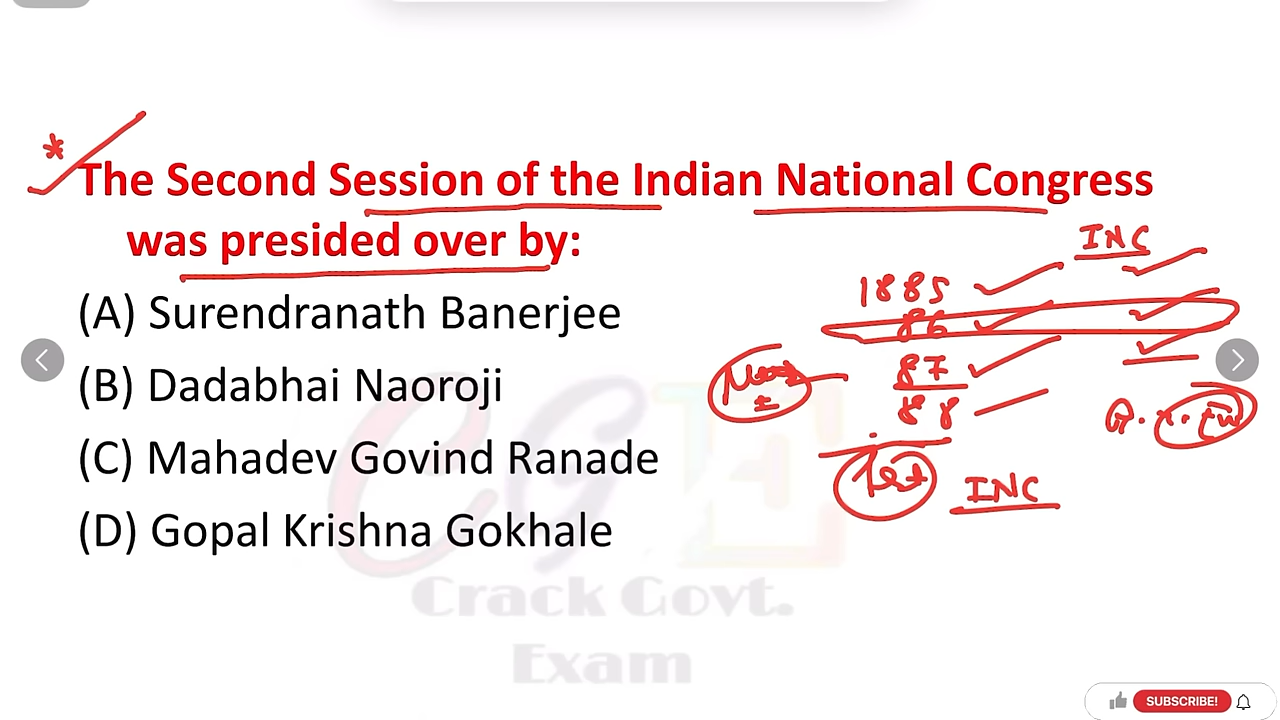 * The Second Session of the Indian National Congress
was presided over by:
(A) Surendranath Banerjee
(B) Dadabhai Naoroji
(C) Mahadev Govind Ranade
(D) Gopal Krishna Gokhale
INC
1885
86
87
88
INC
CGE
Crack Govt.
Exam
SUBSCRIBE!